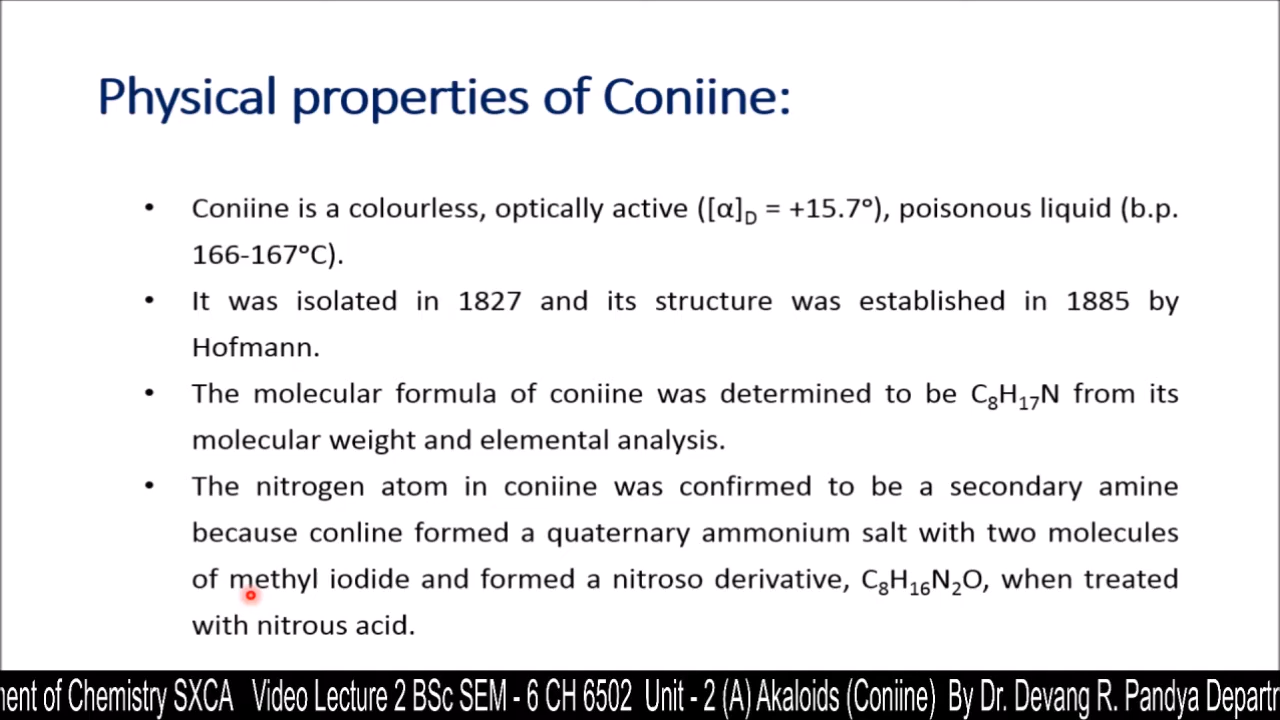 Physical properties of Coniine:
• Coniine is a colourless, optically active ([α]D = +15.7°), poisonous liquid (b.p.
166-167°C).
• It was isolated in 1827 and its structure was established in 1885 by
Hofmann.
• The molecular formula of coniine was determined to be C8H17N from its
molecular weight and elemental analysis.
• The nitrogen atom in coniine was confirmed to be a secondary amine
because conline formed a quaternary ammonium salt with two molecules
of methyl iodide and formed a nitroso derivative, C8H16N2O, when treated
with nitrous acid.
nent of Chemistry SXCA Video Lecture 2 BSc SEM - 6 CH 6502 Unit - 2 (A) Akaloids (Coniine) By Dr. Devang R. Pandya Departr